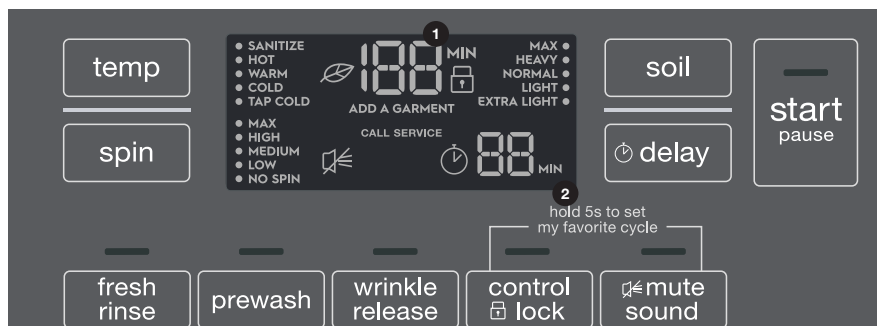 temp
spin
SANITIZE
HOT
WARM
COLD
TAP COLD
MAX
HIGH
MEDIUM
LOW
NO SPIN
1
188 MIN
ADD A GARMENT
CALL SERVICE
88 MIN
MAX
HEAVY
NORMAL
LIGHT
EXTRA LIGHT
soil
delay
start
pause
2
hold 5s to set
my favorite cycle
fresh
rinse
prewash
wrinkle
release
control
lock
mute
sound